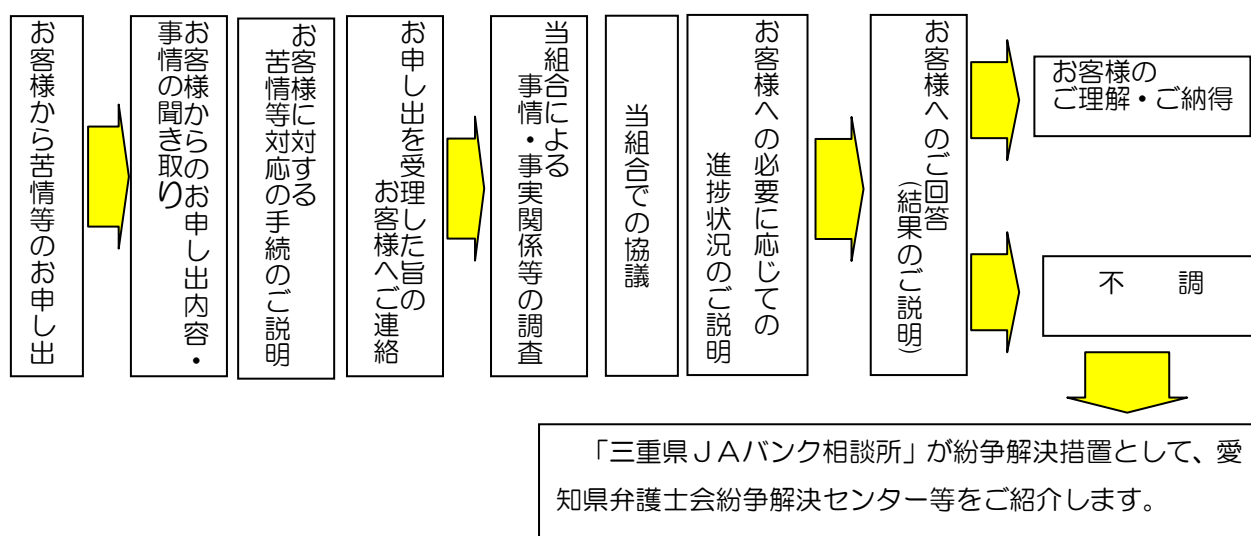 お客様から苦情等のお申し出
お客様からのお申し出内容・
事情の聞き取り
お客様に対する
苦情等対応の手続のご説明
お申し出を受理した旨の
お客様へご連絡
当組合による
事情・事実関係等の調査
当組合での協議
お客様への必要に応じての
進捗状況のご説明
お客様へのご回答
（結果のご説明）
お客様の
ご理解・ご納得
不　調
「三重県ＪＡバンク相談所」が紛争解決措置として、愛
知県弁護士会紛争解決センター等をご紹介します。